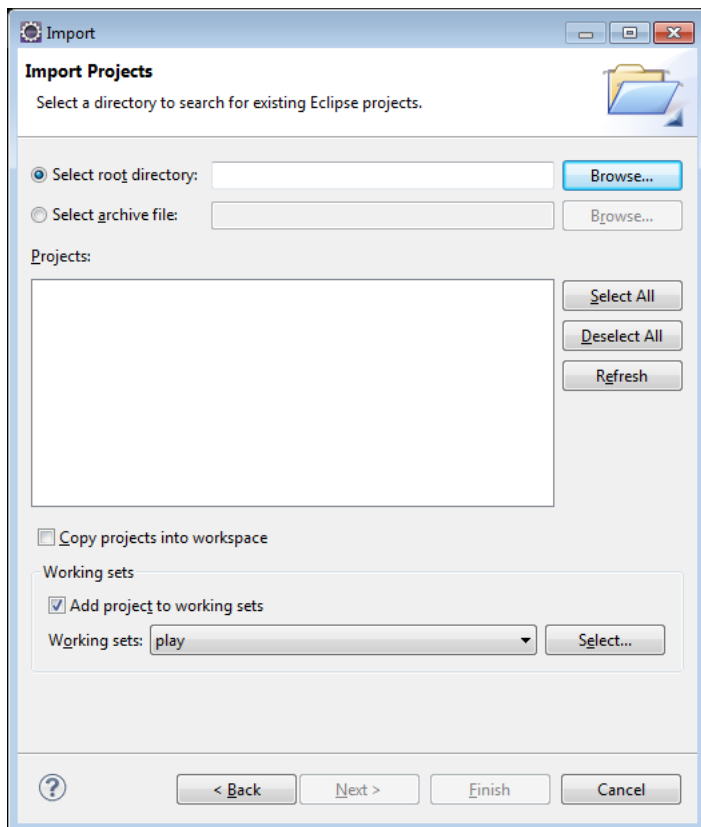 Import
Import Projects
Select a directory to search for existing Eclipse projects.
Select root directory: Browse...
Select archive file: Browse...
Projects:
Select All
Deselect All
Refresh
Copy projects into workspace
Working sets
Add project to working sets
Working sets: play Select...
? < Back Next > Finish Cancel